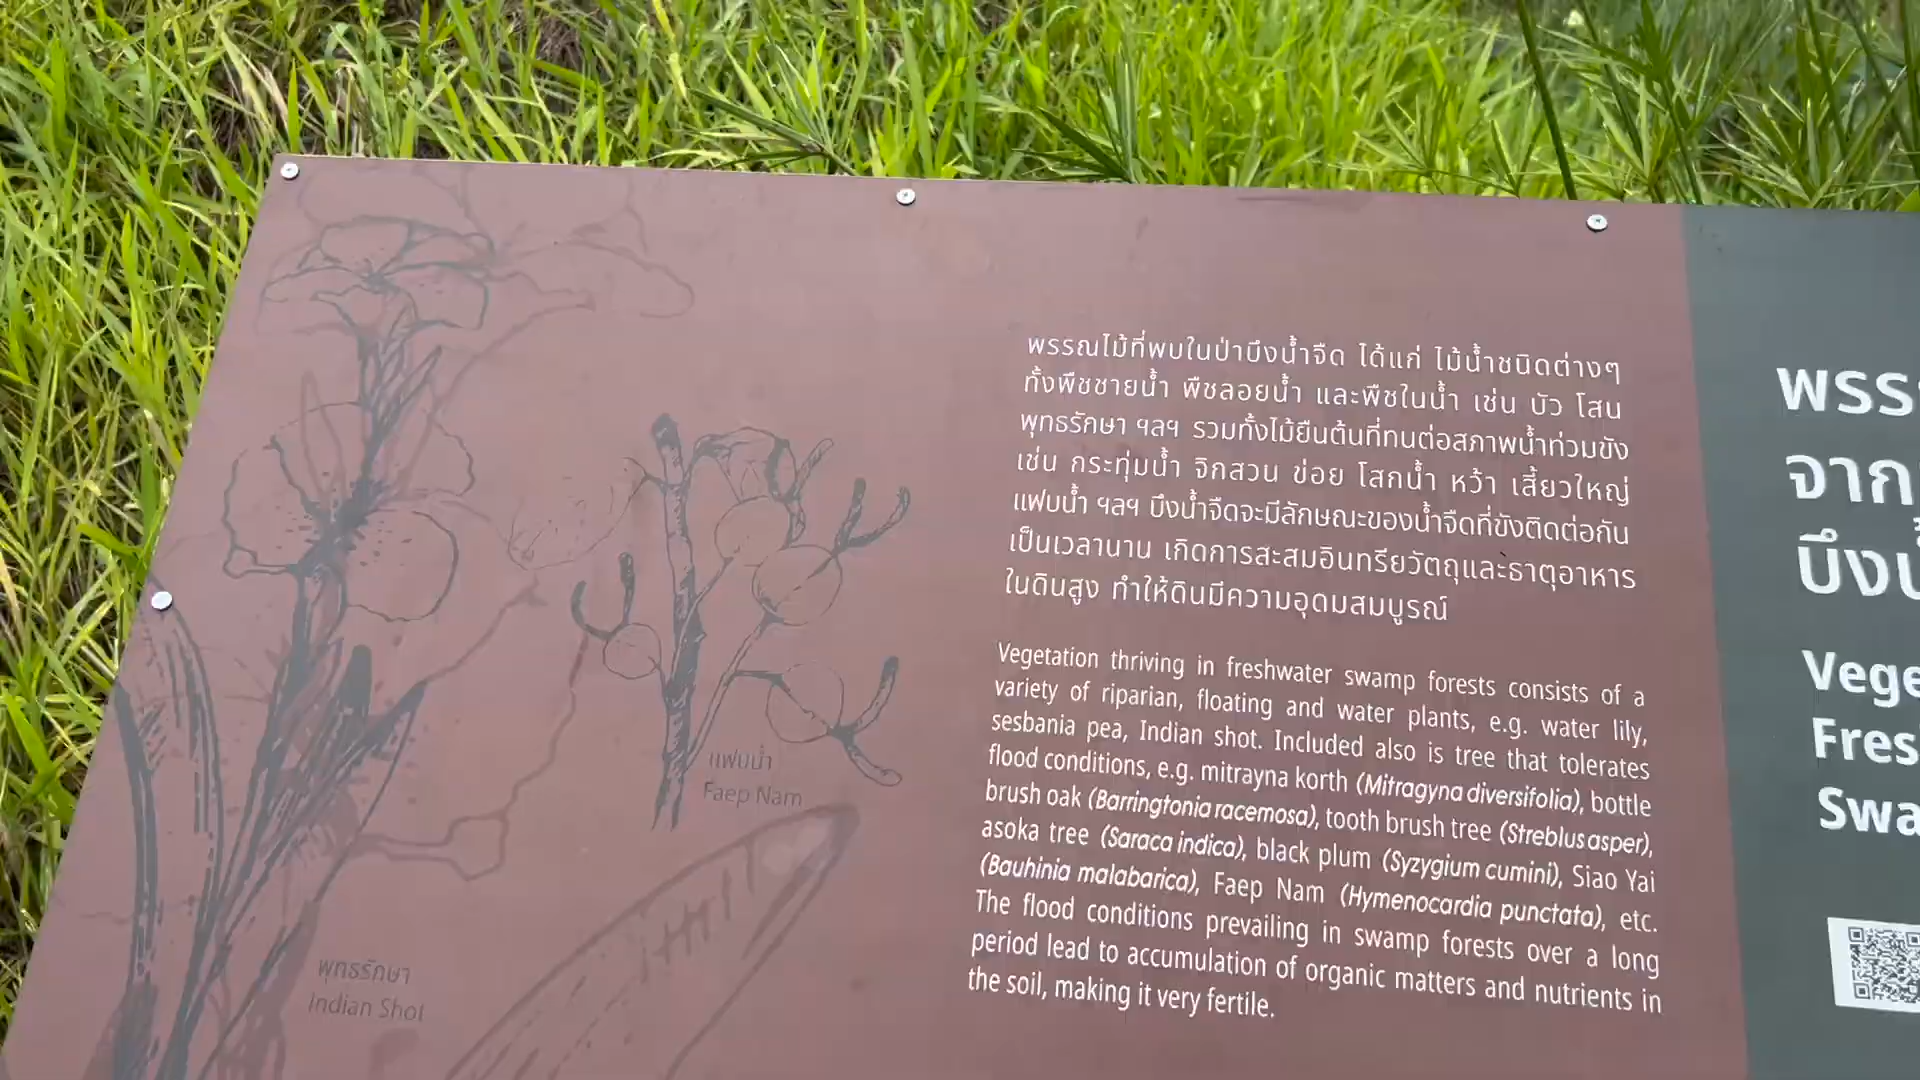 พรรณไม้ที่พบในป่าบึงน้ำจืด ได้แก่ ไม้น้ำชนิดต่างๆ
ทั้งพืชชายน้ำ พืชลอยน้ำ และพืชในน้ำ เช่น บัว โสน
พุทธรักษา ฯลฯ รวมทั้งไม้ยืนต้นที่ทนต่อสภาพน้ำท่วมขัง
เช่น กระทุ่มน้ำ จิกสวน ข่อย โสกน้ำ หว้า เสี้ยวใหญ่
แฟบน้ำ ฯลฯ บึงน้ำจืดจะมีลักษณะของน้ำจืดที่ขังติดต่อกัน
เป็นเวลานาน เกิดการสะสมอินทรียวัตถุและธาตุอาหาร
ในดินสูง ทำให้ดินมีความอุดมสมบูรณ์
Vegetation thriving in freshwater swamp forests consists of a
variety of riparian, floating and water plants, e.g. water lily,
sesbania pea, Indian shot. Included also is tree that tolerates
flood conditions, e.g. mitrayna korth (Mitragyna diversifolia), bottle
brush oak (Barringtonia racemosa), tooth brush tree (Streblus asper),
asoka tree (Saraca indica), black plum (Syzygium cumini), Siao Yai
(Bauhinia malabarica), Faep Nam (Hymenocardia punctata), etc.
The flood conditions prevailing in swamp forests over a long
period lead to accumulation of organic matters and nutrients in
the soil, making it very fertile.
แฟบน้ำ
Faep Nam
พุทธรักษา
Indian Shot
จาก
Vege
Fres
Swa